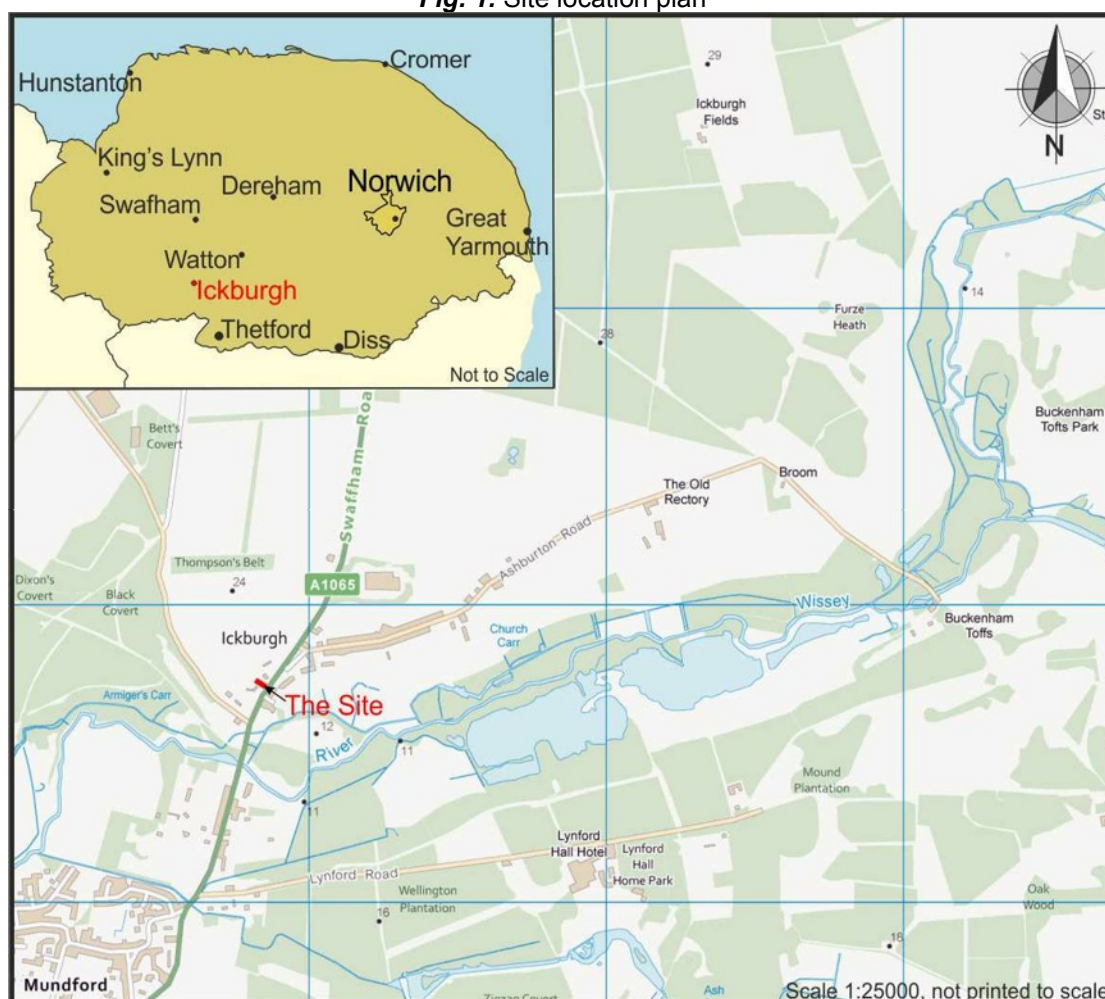 Fig. 1. Site location plan
Cromer
Hunstanton
King's Lynn
Dereham
Norwich
Swafham
Great
Yarmouth
Watton
Ickburgh
Thetford
Diss
Not to Scale
29
Ickburgh
Fields
N
St
14
Furze
Heath
28
Buckenham
Tofts Park
Bett's
Covert
Swaffham Roa
The Old
Rectory
Broom
Ashburton Road
Thompson's Belt
Dixon's
Covert
24
Black
Covert
A1065
Wissey
Ickburgh
Church
Carr
Buckenham
Toffs
Armiger's Carr
The Site
12
River
11
11
Mound
Plantation
Lynford
Hall Hotel
Lynford
Hall
Home Park
Lynford Road
Wellington
Plantation
16
Oak
Wood
18
Mundford
Ash
Scale 1:25000, not printed to scale